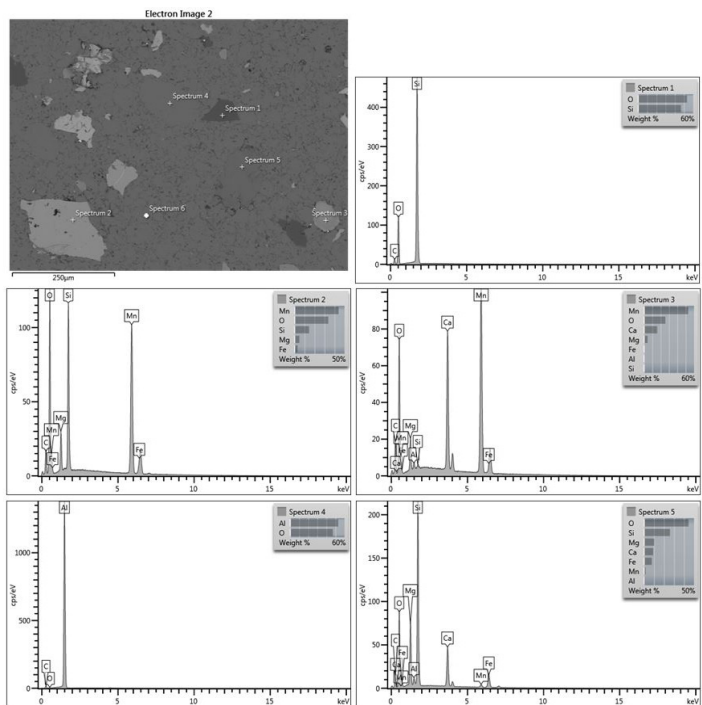 Electron Image 2
Spectrum 4
Spectrum 1
Spectrum 5
Spectrum 2
Spectrum 6
Spectrum 3
250µm
Spectrum 1
O
Si
Weight % 60%
cps/eV
400
300
200
100
0
Si
O
C
0 5 10 15 keV
Spectrum 2
Mn
O
Si
Mg
Fe
Weight % 50%
cps/eV
100
50
0
O Si Mn
Mg
Mn
C
Fe
Fe
0 5 10 15 keV
Spectrum 3
Mn
O
Ca
Mg
Fe
Al
Si
Weight % 60%
cps/eV
80
60
40
20
0
Mn
Ca
O
C Mg
Mn Si
Fe Al
Ca
Fe
0 5 10 15 keV
Spectrum 4
Al
O
Weight % 60%
cps/eV
1000
500
0
Al
C
O
0 5 10 15 keV
Spectrum 5
O
Si
Mg
Ca
Fe
Mn
Al
Weight % 50%
cps/eV
200
150
100
50
0
Si
Mg
O
C
Fe
Ca Al
Mn
Ca
Mn Fe
0 5 10 15 keV